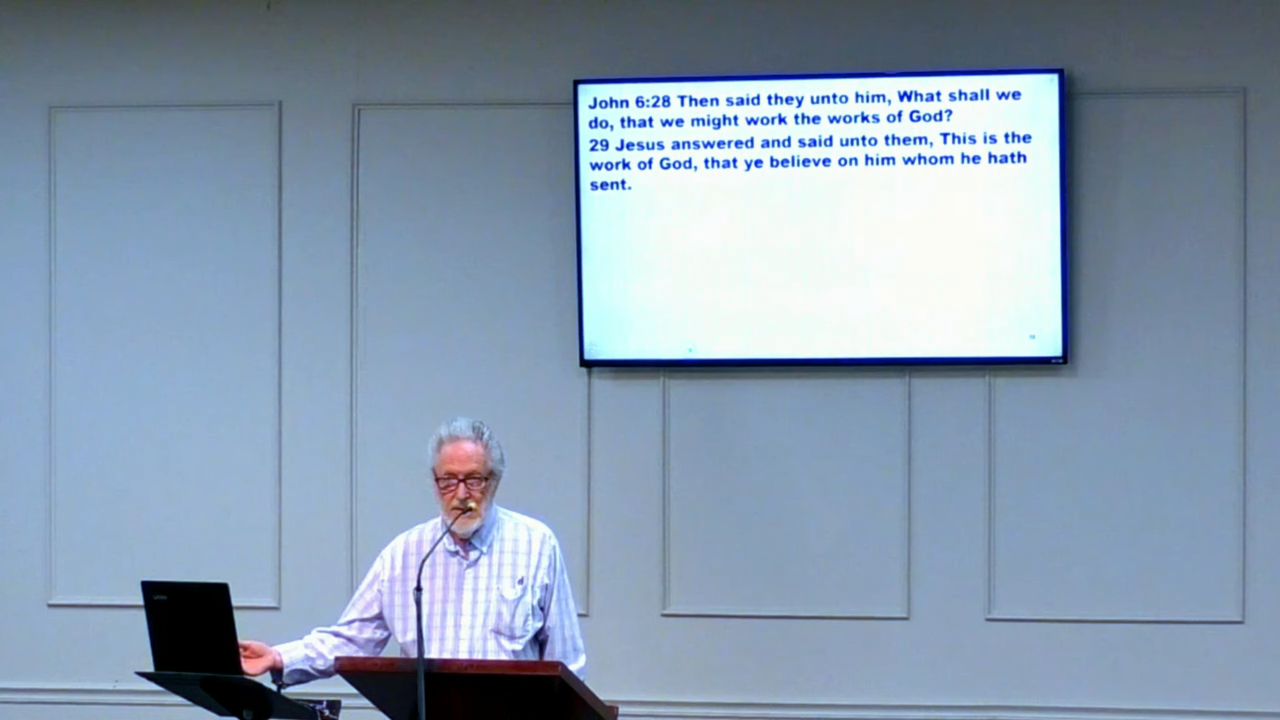 John 6:28 Then said they unto him, What shall we
do, that we might work the works of God?
29 Jesus answered and said unto them, This is the
work of God, that ye believe on him whom he hath
sent.